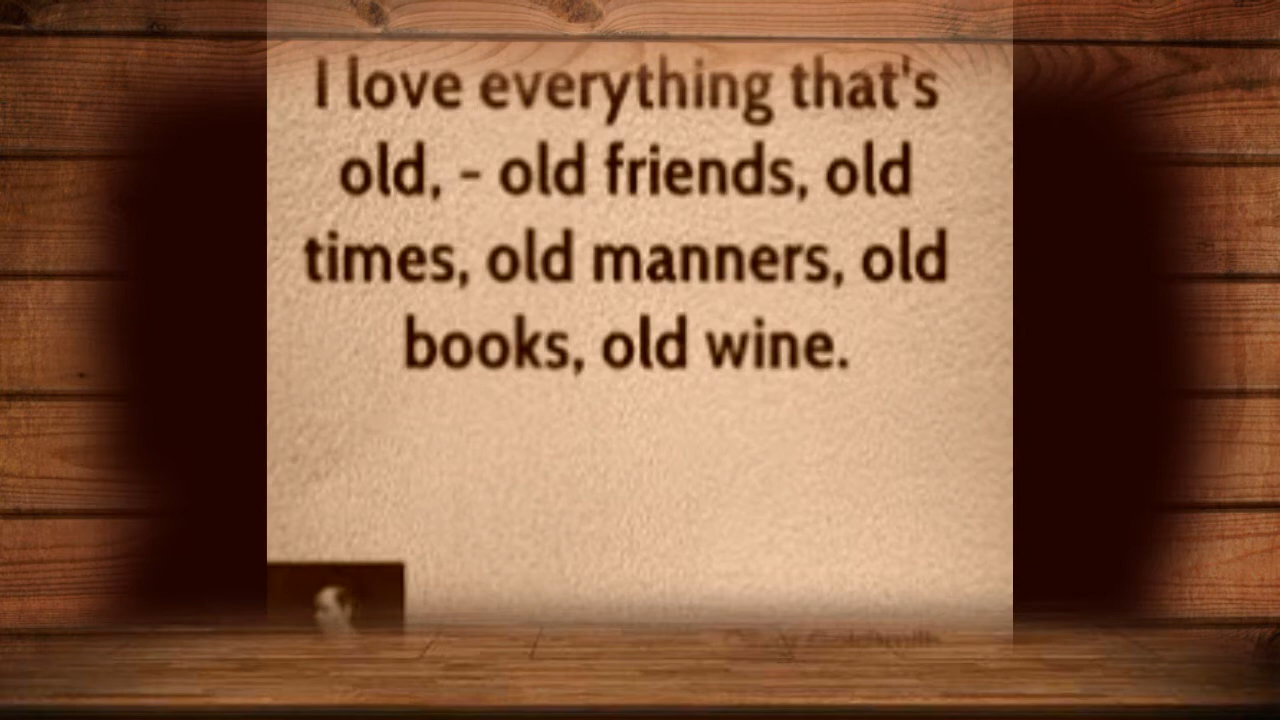 I love everything that's
old, - old friends, old
times, old manners, old
books, old wine.